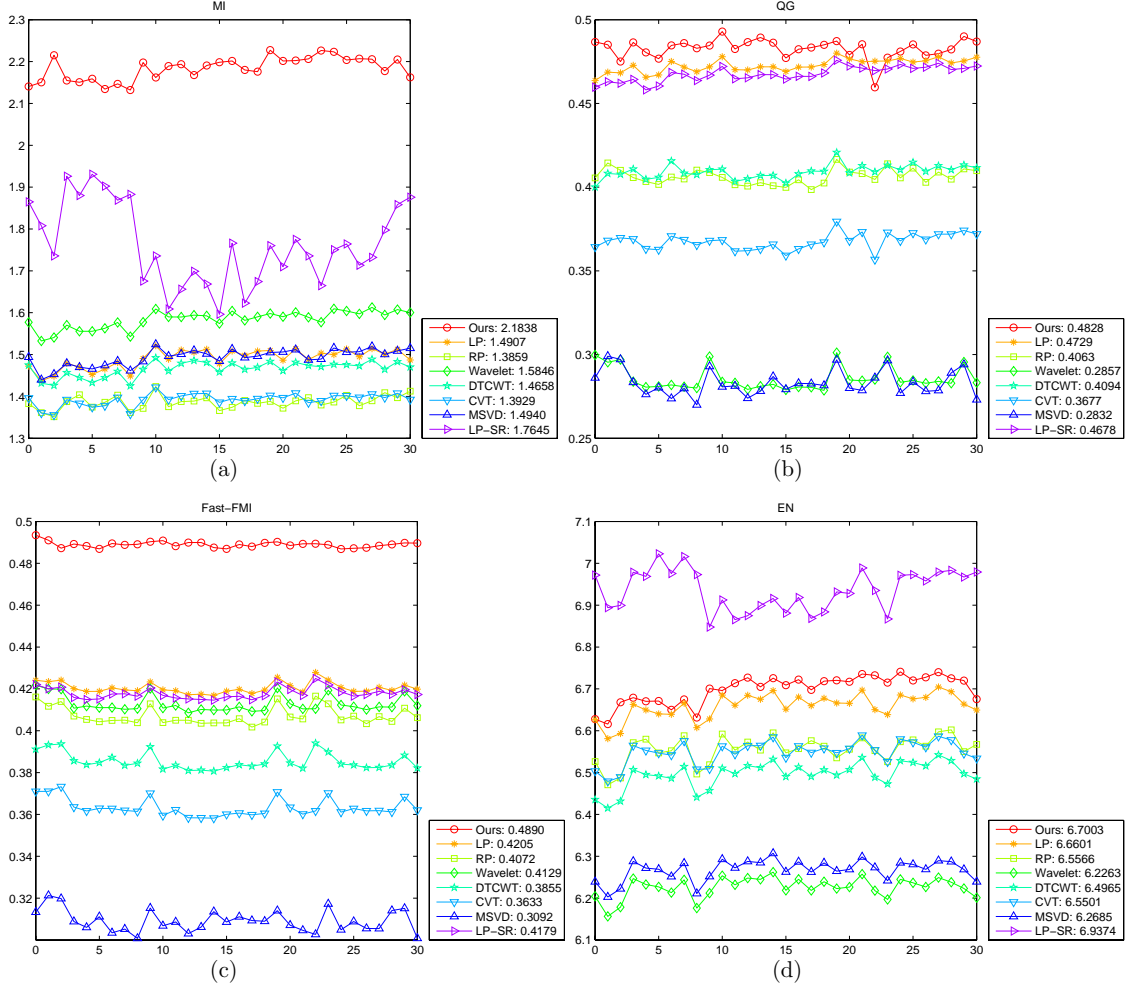 MI
2.3
2.2
2.1
2
1.9
1.8
1.7
1.6
1.5
1.4
1.3
0 5 10 15 20 25 30
Ours: 2.1838
LP: 1.4907
RP: 1.3859
Wavelet: 1.5846
DTCWT: 1.4658
CVT: 1.3929
MSVD: 1.4940
LP−SR: 1.7645
(a)
QG
0.5
0.45
0.4
0.35
0.3
0.25
0 5 10 15 20 25 30
Ours: 0.4828
LP: 0.4729
RP: 0.4063
Wavelet: 0.2857
DTCWT: 0.4094
CVT: 0.3677
MSVD: 0.2832
LP−SR: 0.4678
(b)
Fast−FMI
0.5
0.48
0.46
0.44
0.42
0.4
0.38
0.36
0.34
0.32
0 5 10 15 20 25 30
Ours: 0.4890
LP: 0.4205
RP: 0.4072
Wavelet: 0.4129
DTCWT: 0.3855
CVT: 0.3633
MSVD: 0.3092
LP−SR: 0.4179
(c)
EN
7.1
7
6.9
6.8
6.7
6.6
6.5
6.4
6.3
6.2
6.1
0 5 10 15 20 25 30
Ours: 6.7003
LP: 6.6601
RP: 6.5566
Wavelet: 6.2263
DTCWT: 6.4965
CVT: 6.5501
MSVD: 6.2685
LP−SR: 6.9374
(d)